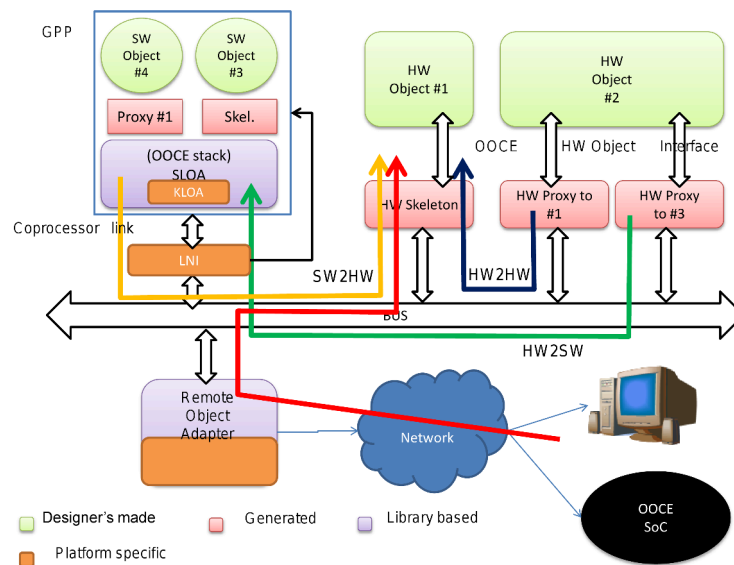 GPP
SW
Object
#4
SW
Object
#3
HW
Object #1
HW
Object
#2
Proxy #1
Skel.
OOCE
HW Object
Interface
(OOCE stack)
SLOA
KLOA
HW Skeleton
HW Proxy to
#1
HW Proxy
to #3
Coprocessor link
LNI
SW2HW
HW2HW
BUS
HW2SW
Remote
Object
Adapter
Network
OOCE
SoC
Designer's made
Generated
Library based
Platform specific